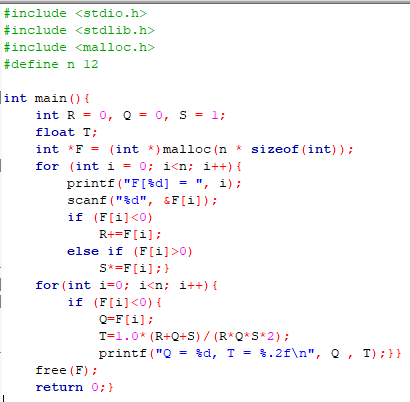 #include <stdio.h>
#include <stdlib.h>
#include <malloc.h>
#define n 12
int main(){
int R = 0, Q = 0, S = 1;
float T;
int *F = (int *)malloc(n * sizeof(int));
for (int i = 0; i<n; i++){
printf("F[%d] = ", i);
scanf("%d", &F[i]);
if (F[i]<0)
R+=F[i];
else if (F[i]>0)
S*=F[i];}
for(int i=0; i<n; i++){
if (F[i]<0){
Q=F[i];
T=1.0*(R+Q+S)/(R*Q*S*2);
printf("Q = %d, T = %.2f\n", Q , T);}}
free(F);
return 0;}